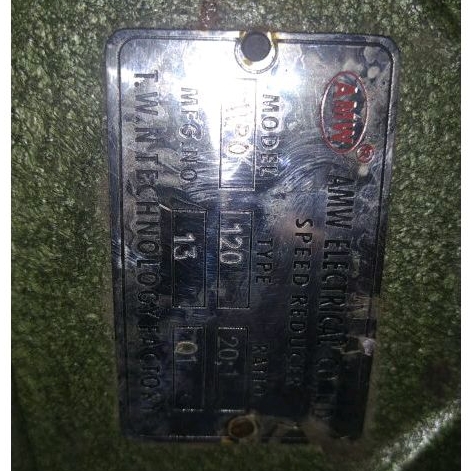 AMW
AMW ELECTRICAL CO.LTD
SPEED REDUCER
MODEL TYPE RATIO
120 20:1
MFG.NO. 13 01
T.W.N TECHNOLOGY FACTORY